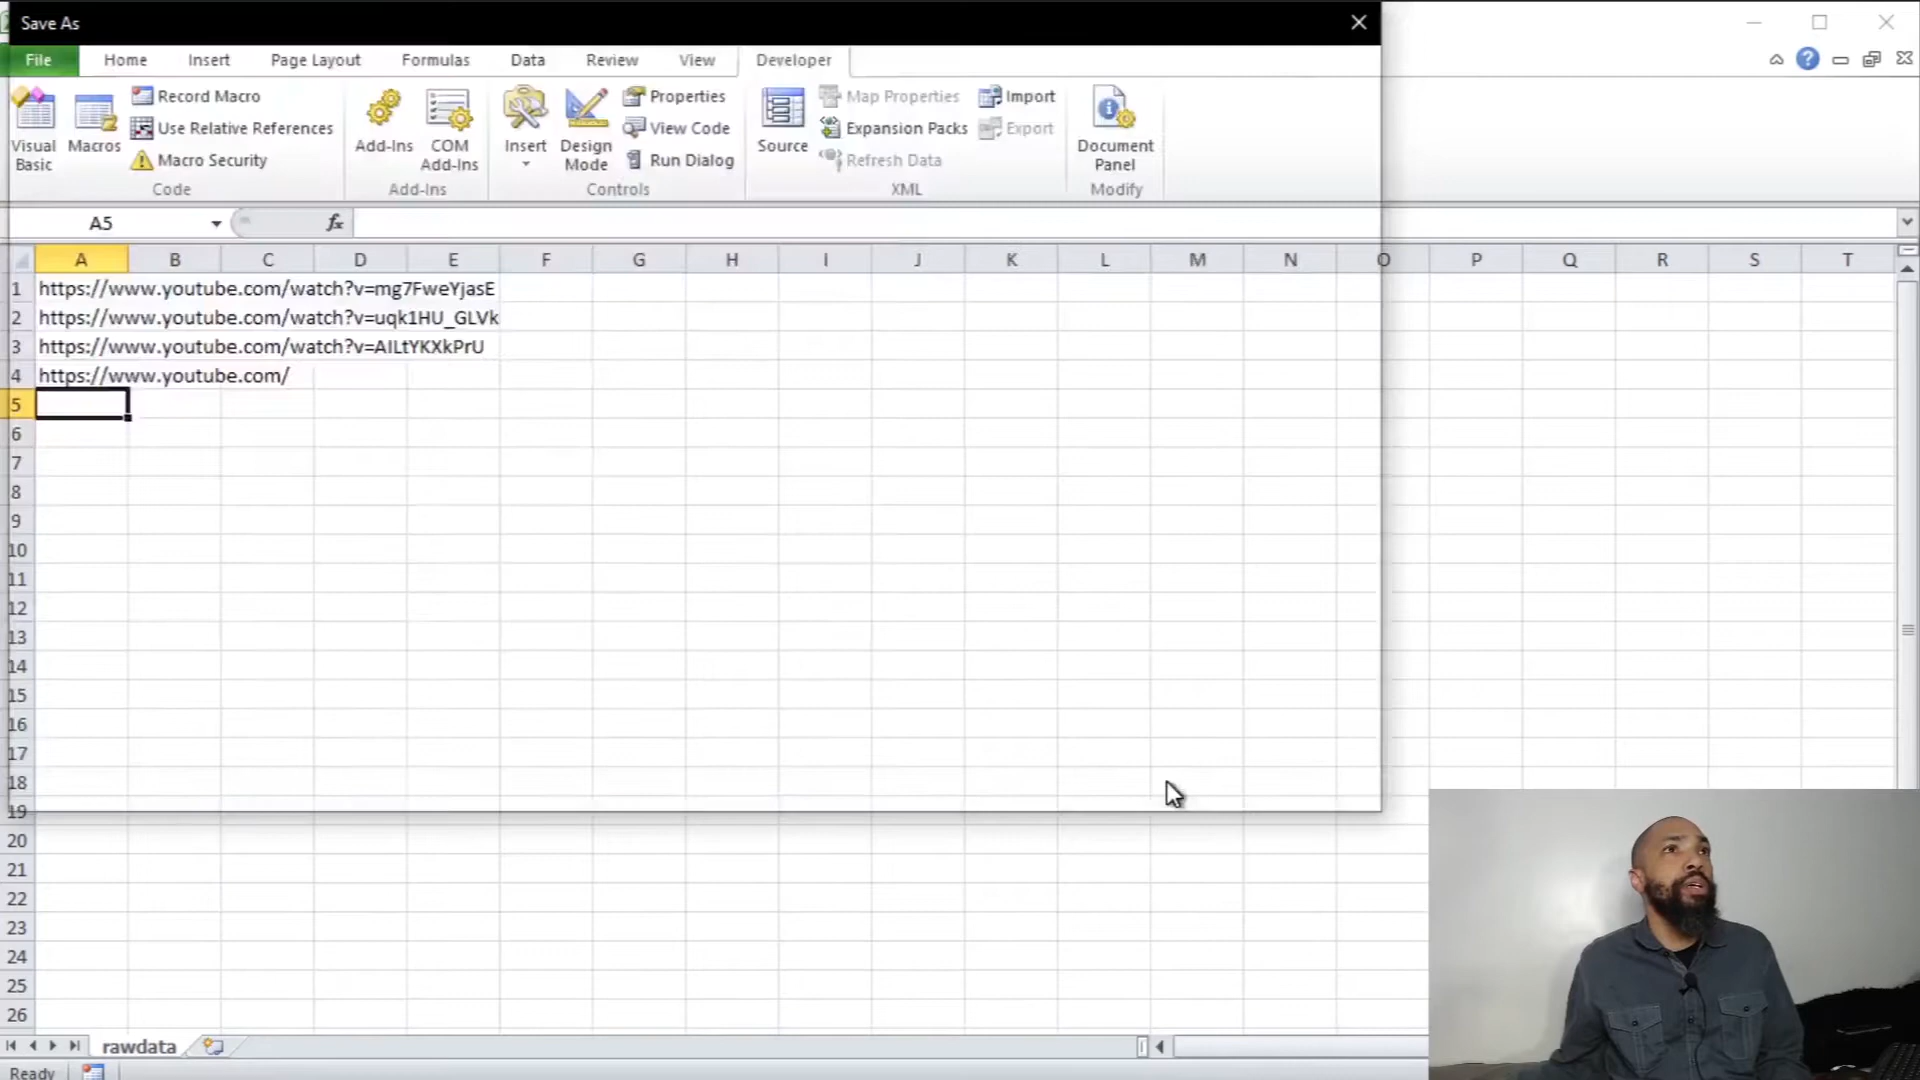 Save As
File Home Insert Page Layout Formulas Data Review View Developer
Visual Basic
Macros
Record Macro
Use Relative References
Macro Security
Code
Add-Ins
COM Add-Ins
Add-Ins
Insert
Design Mode
Properties
View Code
Run Dialog
Controls
Source
Map Properties
Expansion Packs
Refresh Data
Import
Export
XML
Document Panel
Modify
A5 fx
A B C D E F G H I J K L M N O P Q R S T
1 https://www.youtube.com/watch?v=mg7FweYjasE
2 https://www.youtube.com/watch?v=uqk1HU_GLVk
3 https://www.youtube.com/watch?v=AILtYKXkPrU
4 https://www.youtube.com/
5
6
7
8
9
10
11
12
13
14
15
16
17
18
19
20
21
22
23
24
25
26
rawdata
Ready